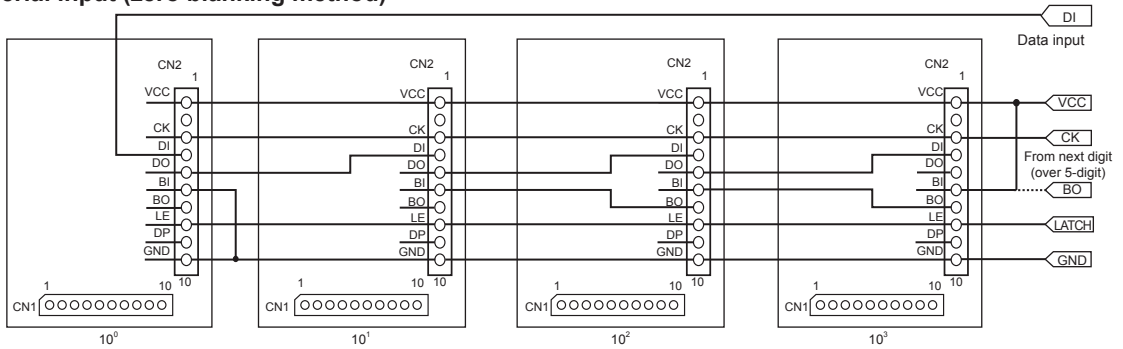 erial input (zero blanking method)
DI
Data input
CN2
1
VCC
CK
DI
DO
BI
BO
LE
DP
GND
10
1
10
CN1
10⁰
CN2
1
VCC
CK
DI
DO
BI
BO
LE
DP
GND
10
1
10
CN1
10¹
CN2
1
VCC
CK
DI
DO
BI
BO
LE
DP
GND
10
1
10
CN1
10²
CN2
1
VCC
CK
DI
DO
BI
BO
LE
DP
GND
10
1
10
CN1
10³
VCC
CK
From next digit
(over 5-digit)
BO
LATCH
GND